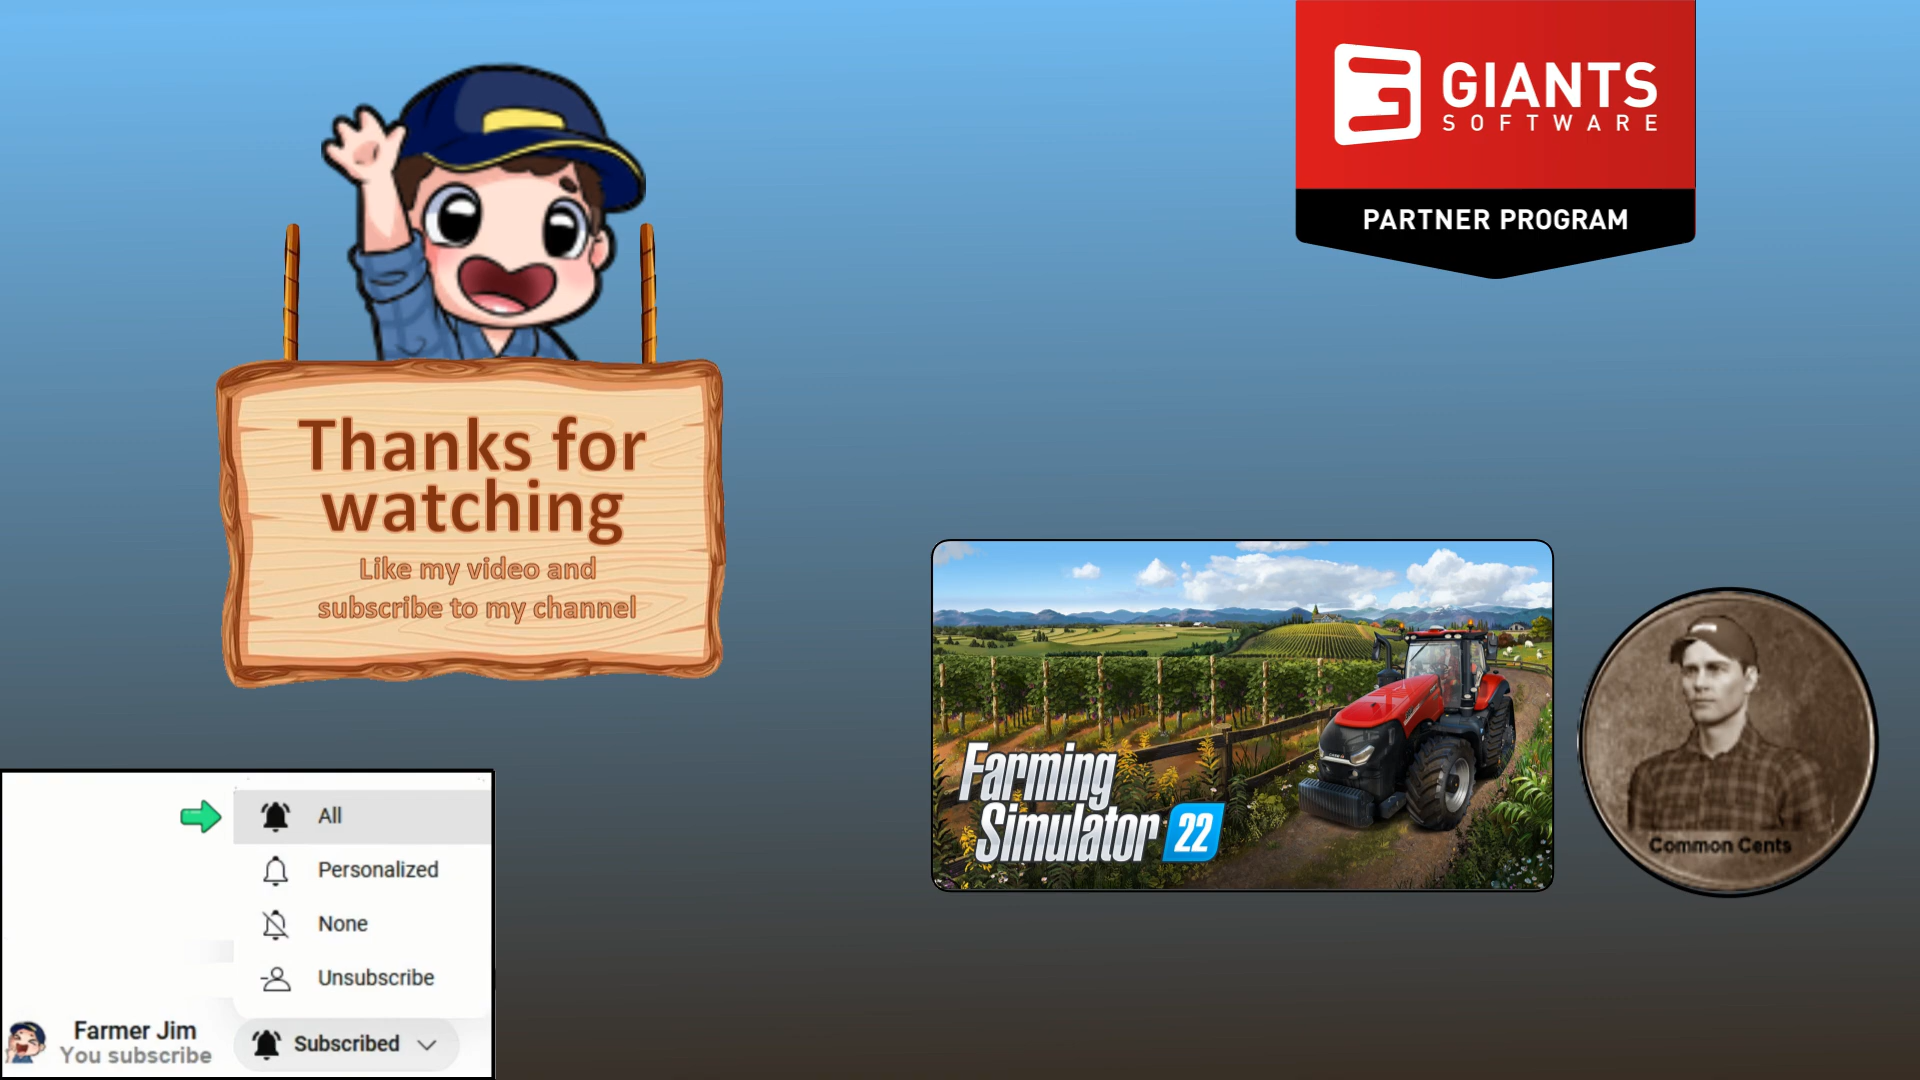 GIANTS
SOFTWARE
PARTNER PROGRAM
Thanks for
watching
Like my video and
subscribe to my channel
Farming
Simulator 22
Common Cents
All
Personalized
None
Unsubscribe
Farmer Jim
You subscribe
Subscribed